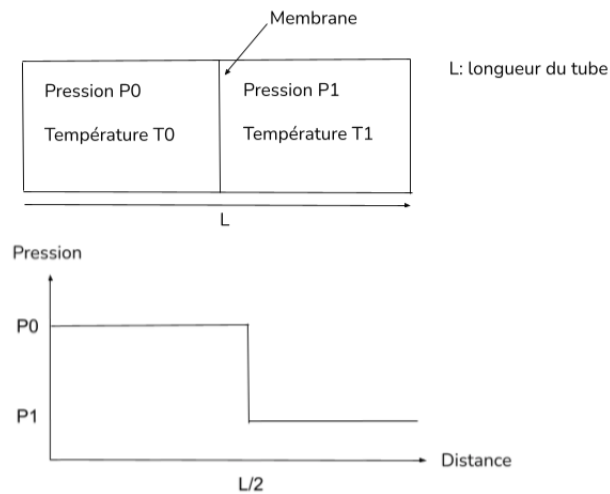 Membrane
Pression P0
Pression P1
L: longueur du tube
Température T0
Température T1
L
Pression
P0
P1
Distance
L/2